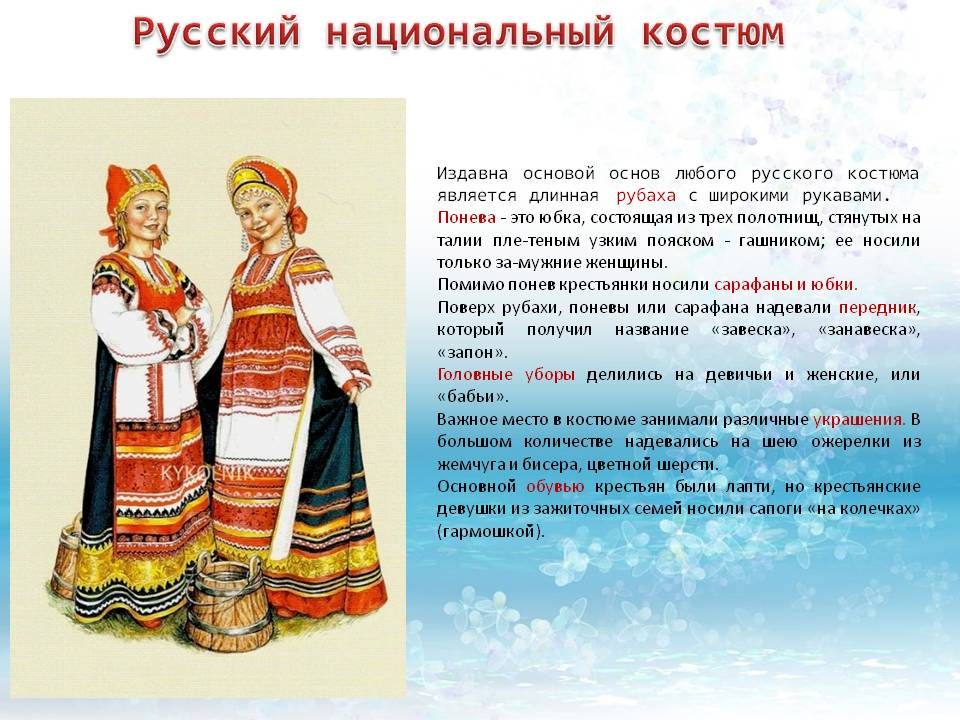 Русский национальный костюм
Издавна основой основ любого русского костюма
является длинная рубаха с широкими рукавами.
Понева - это юбка, состоящая из трех полотнищ, стянутых на
талии пле-теным узким пояском - гашником; ее носили
только за-мужние женщины.
Помимо понев крестьянки носили сарафаны и юбки.
Поверх рубахи, поневы или сарафана надевали передник,
который получил название «завеска», «занавеска»,
«запон».
Головные уборы делились на девичьи и женские, или
«бабьи».
Важное место в костюме занимали различные украшения. В
большом количестве надевались на шею ожерелки из
жемчуга и бисера, цветной шерсти.
Основной обувью крестьян были лапти, но крестьянские
девушки из зажиточных семей носили сапоги «на колечках»
(гармошкой).
KYKOLNIK